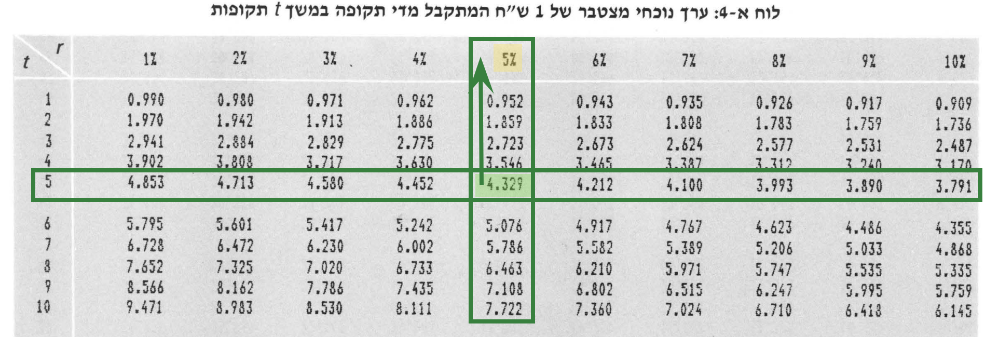 לוח א-4: ערך נוכחי מצטבר של 1 ש״ח המתקבל מדי תקופה במשך t תקופות
t r 1% 2% 3% 4% 5% 6% 7% 8% 9% 10%
1 0.990 0.980 0.971 0.962 0.952 0.943 0.935 0.926 0.917 0.909
2 1.970 1.942 1.913 1.886 1.859 1.833 1.808 1.783 1.759 1.736
3 2.941 2.884 2.829 2.775 2.723 2.673 2.624 2.577 2.531 2.487
4 3.902 3.808 3.717 3.630 3.546 3.465 3.387 3.312 3.240 3.170
5 4.853 4.713 4.580 4.452 4.329 4.212 4.100 3.993 3.890 3.791
6 5.795 5.601 5.417 5.242 5.076 4.917 4.767 4.623 4.486 4.355
7 6.728 6.472 6.230 6.002 5.786 5.582 5.389 5.206 5.033 4.868
8 7.652 7.325 7.020 6.733 6.463 6.210 5.971 5.747 5.535 5.335
9 8.566 8.162 7.786 7.435 7.108 6.802 6.515 6.247 5.995 5.759
10 9.471 8.983 8.530 8.111 7.722 7.360 7.024 6.710 6.418 6.145